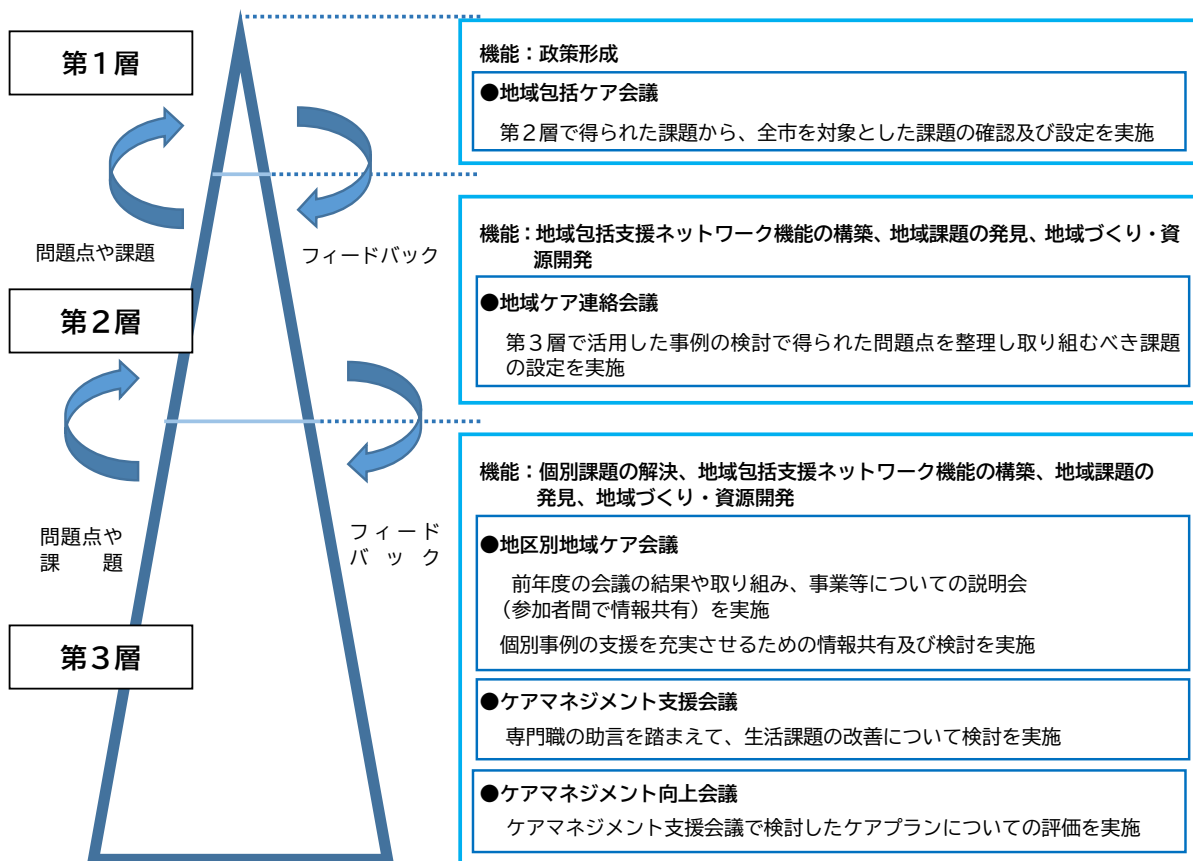 第１層
機能：政策形成
●地域包括ケア会議
第２層で得られた課題から、全市を対象とした課題の確認及び設定を実施
問題点や課題
フィードバック
第２層
機能：地域包括支援ネットワーク機能の構築、地域課題の発見、地域づくり・資
源開発
●地域ケア連絡会議
第３層で活用した事例の検討で得られた問題点を整理し取り組むべき課題
の設定を実施
問題点や
課　題
フィード
バック
第３層
機能：個別課題の解決、地域包括支援ネットワーク機能の構築、地域課題の
発見、地域づくり・資源開発
●地区別地域ケア会議
前年度の会議の結果や取り組み、事業等についての説明会
（参加者間で情報共有）を実施
個別事例の支援を充実させるための情報共有及び検討を実施
●ケアマネジメント支援会議
専門職の助言を踏まえて、生活課題の改善について検討を実施
●ケアマネジメント向上会議
ケアマネジメント支援会議で検討したケアプランについての評価を実施